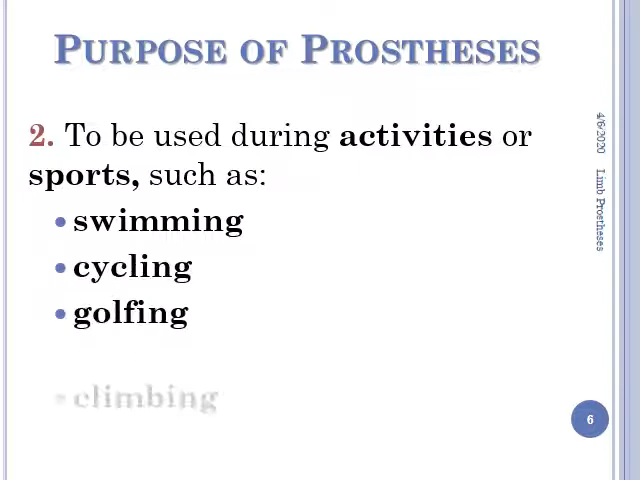 PURPOSE OF PROSTHESES
2. To be used during activities or
sports, such as:
• swimming
• cycling
• golfing
• climbing
4/6/2020 Limb Prostheses
6